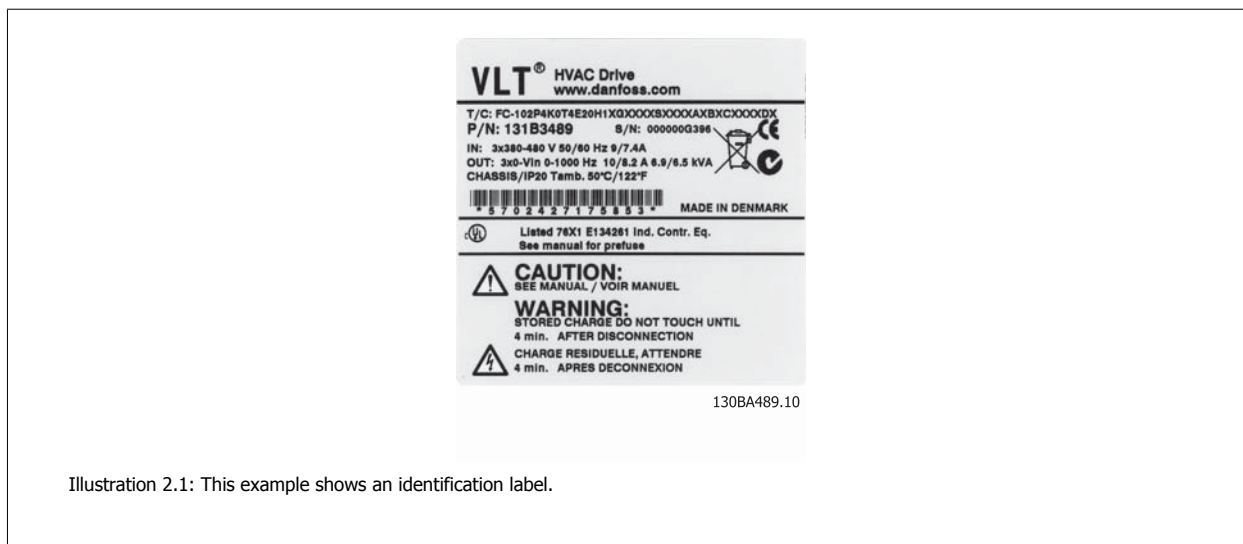 VLT® HVAC Drive
www.danfoss.com
T/C: FC-102P4K0T4E20H1XGXXXXSXXXXAXBXCXXXXDX
P/N: 131B3489 S/N: 000000G396
IN: 3x380-480 V 50/60 Hz 9/7.4A
OUT: 3x0-Vin 0-1000 Hz 10/8.2 A 6.9/6.5 kVA
CHASSIS/IP20 Tamb. 50°C/122°F
* 5 7 0 2 4 2 7 1 7 5 8 5 3 * MADE IN DENMARK
c UL Listed 76X1 E134261 Ind. Contr. Eq.
See manual for prefuse
CAUTION:
SEE MANUAL / VOIR MANUEL
WARNING:
STORED CHARGE DO NOT TOUCH UNTIL
4 min. AFTER DISCONNECTION
CHARGE RESIDUELLE, ATTENDRE
4 min. APRES DECONNEXION
130BA489.10
Illustration 2.1: This example shows an identification label.